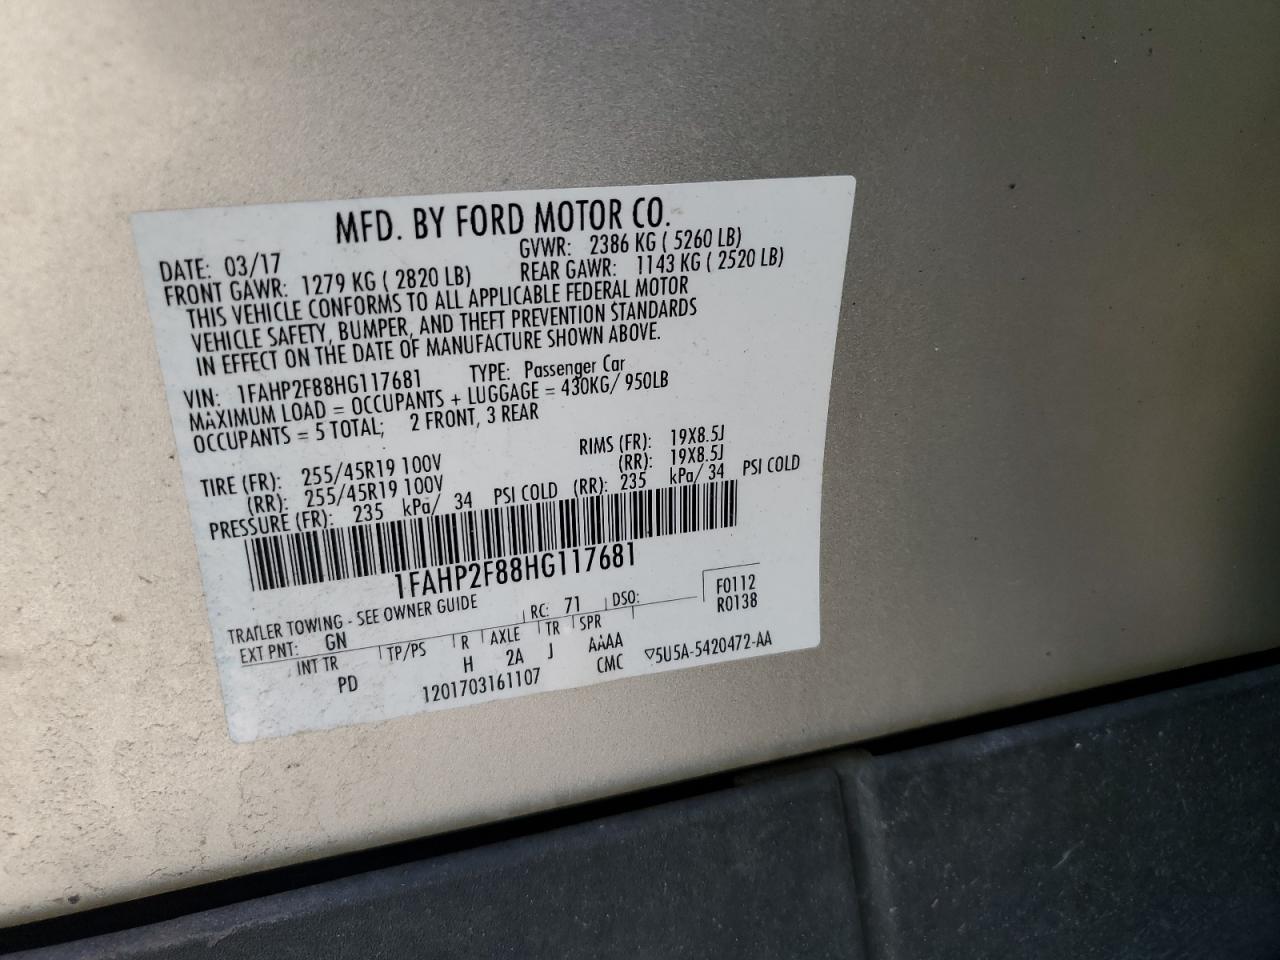 MFD. BY FORD MOTOR CO.
DATE: 03/17 GVWR: 2386 KG ( 5260 LB)
FRONT GAWR: 1279 KG ( 2820 LB) REAR GAWR: 1143 KG ( 2520 LB)
THIS VEHICLE CONFORMS TO ALL APPLICABLE FEDERAL MOTOR
VEHICLE SAFETY, BUMPER, AND THEFT PREVENTION STANDARDS
IN EFFECT ON THE DATE OF MANUFACTURE SHOWN ABOVE.
VIN: 1FAHP2F88HG117681 TYPE: Passenger Car
MAXIMUM LOAD = OCCUPANTS + LUGGAGE = 430KG/ 950LB
OCCUPANTS = 5 TOTAL; 2 FRONT, 3 REAR
TIRE (FR): 255/45R19 100V RIMS (FR): 19X8.5J
(RR): 255/45R19 100V (RR): 19X8.5J
PRESSURE (FR): 235 kPa/ 34 PSI COLD (RR): 235 kPa/ 34 PSI COLD
1FAHP2F88HG117681
TRAILER TOWING - SEE OWNER GUIDE
F0112
EXT PNT: GN RC: 71 DSO: R0138
INT TR TP/PS R AXLE TR SPR
PD H 2A J AAAA
1201703161107 CMC ▽5U5A-5420472-AA